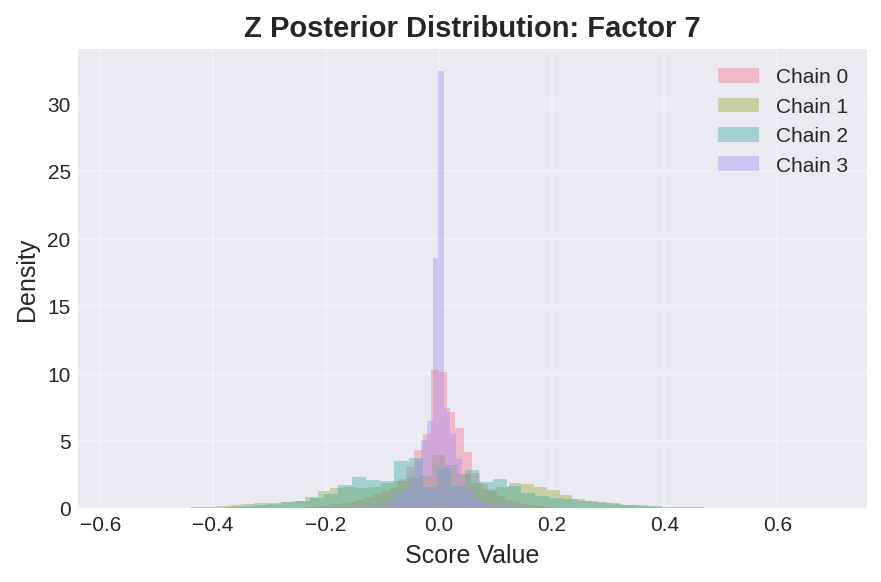 Z Posterior Distribution: Factor 7
Chain 0
Chain 1
Chain 2
Chain 3
30
25
20
15
10
5
0
Density
−0.6 −0.4 −0.2 0.0 0.2 0.4 0.6
Score Value